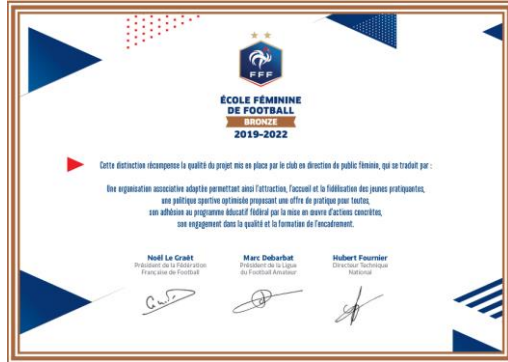 FFF
ÉCOLE FÉMININE
DE FOOTBALL
BRONZE
2019-2022
Cette distinction récompense la qualité du projet mis en place par le club en direction du public féminin, qui se traduit par :
Une organisation associative adaptée permettant ainsi l'attraction, l'accueil et la fidélisation des jeunes pratiquantes,
une politique sportive optimisée proposant une offre de pratique pour toutes,
son adhésion au programme éducatif fédéral par la mise en œuvre d'actions concrètes,
son engagement dans la qualité et la formation de l'encadrement.
Noël Le Graët
Président de la Fédération
Française de Football
Marc Debarbat
Président de la Ligue
du Football Amateur
Hubert Fournier
Directeur Technique
National